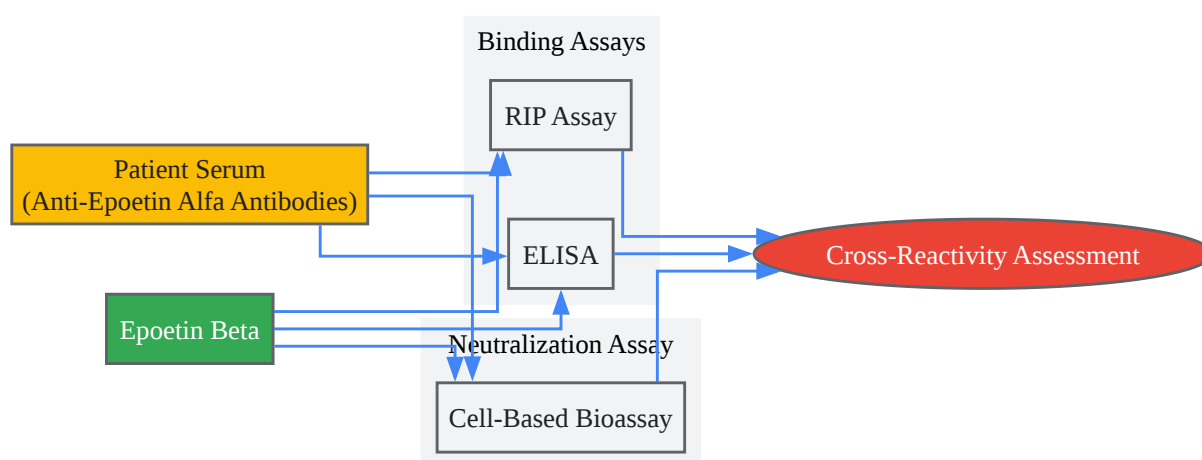 Binding Assays
RIP Assay
Patient Serum
(Anti-Epoetin Alfa Antibodies)
ELISA
Cross-Reactivity Assessment
Epoetin Beta
Neutralization Assay
Cell-Based Bioassay